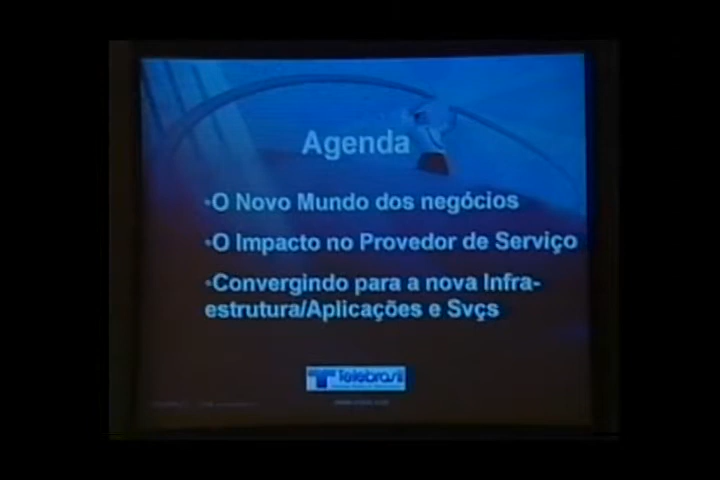 Agenda
•O Novo Mundo dos negócios
•O Impacto no Provedor de Serviço
•Convergindo para a nova Infra-
estrutura/Aplicações e Svçs
Telebrasil